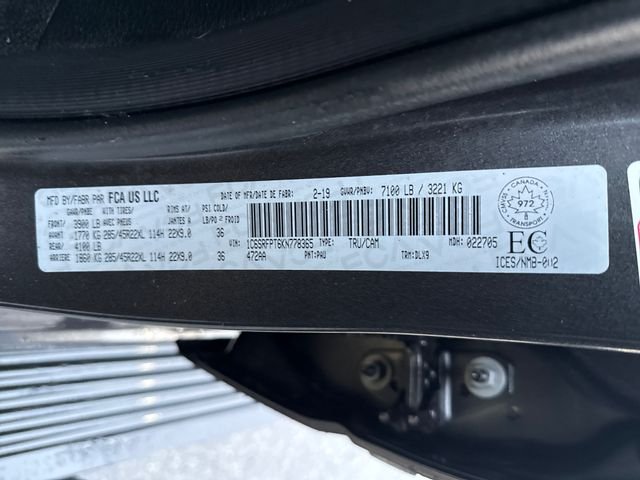 MFD BY/FABR PAR FCA US LLC DATE OF MFR/DATE DE FABR: 2-19 GVWR/PNBV: 7100 LB / 3221 KG
GAWR/PNBE WITH TIRES/ RIMS AT/ PSI COLD/
FRONT/ 3900 LB AVEC PNEUS JANTES A LB/PO 2 FROID
AVANT 1770 KG 285/45R22XL 114H 22X9.0 36
REAR/ 4100 LB
ARRIERE 1860 KG 285/45R22XL 114H 22X9.0 36
VIN: 1C6SRFPT6KN778365 TYPE: TRU/CAM MDH: 022705
472AA PNT: PAU TRM: DLX9
CANADA
972
TRANSPORT
EC
ICES/NMB-002